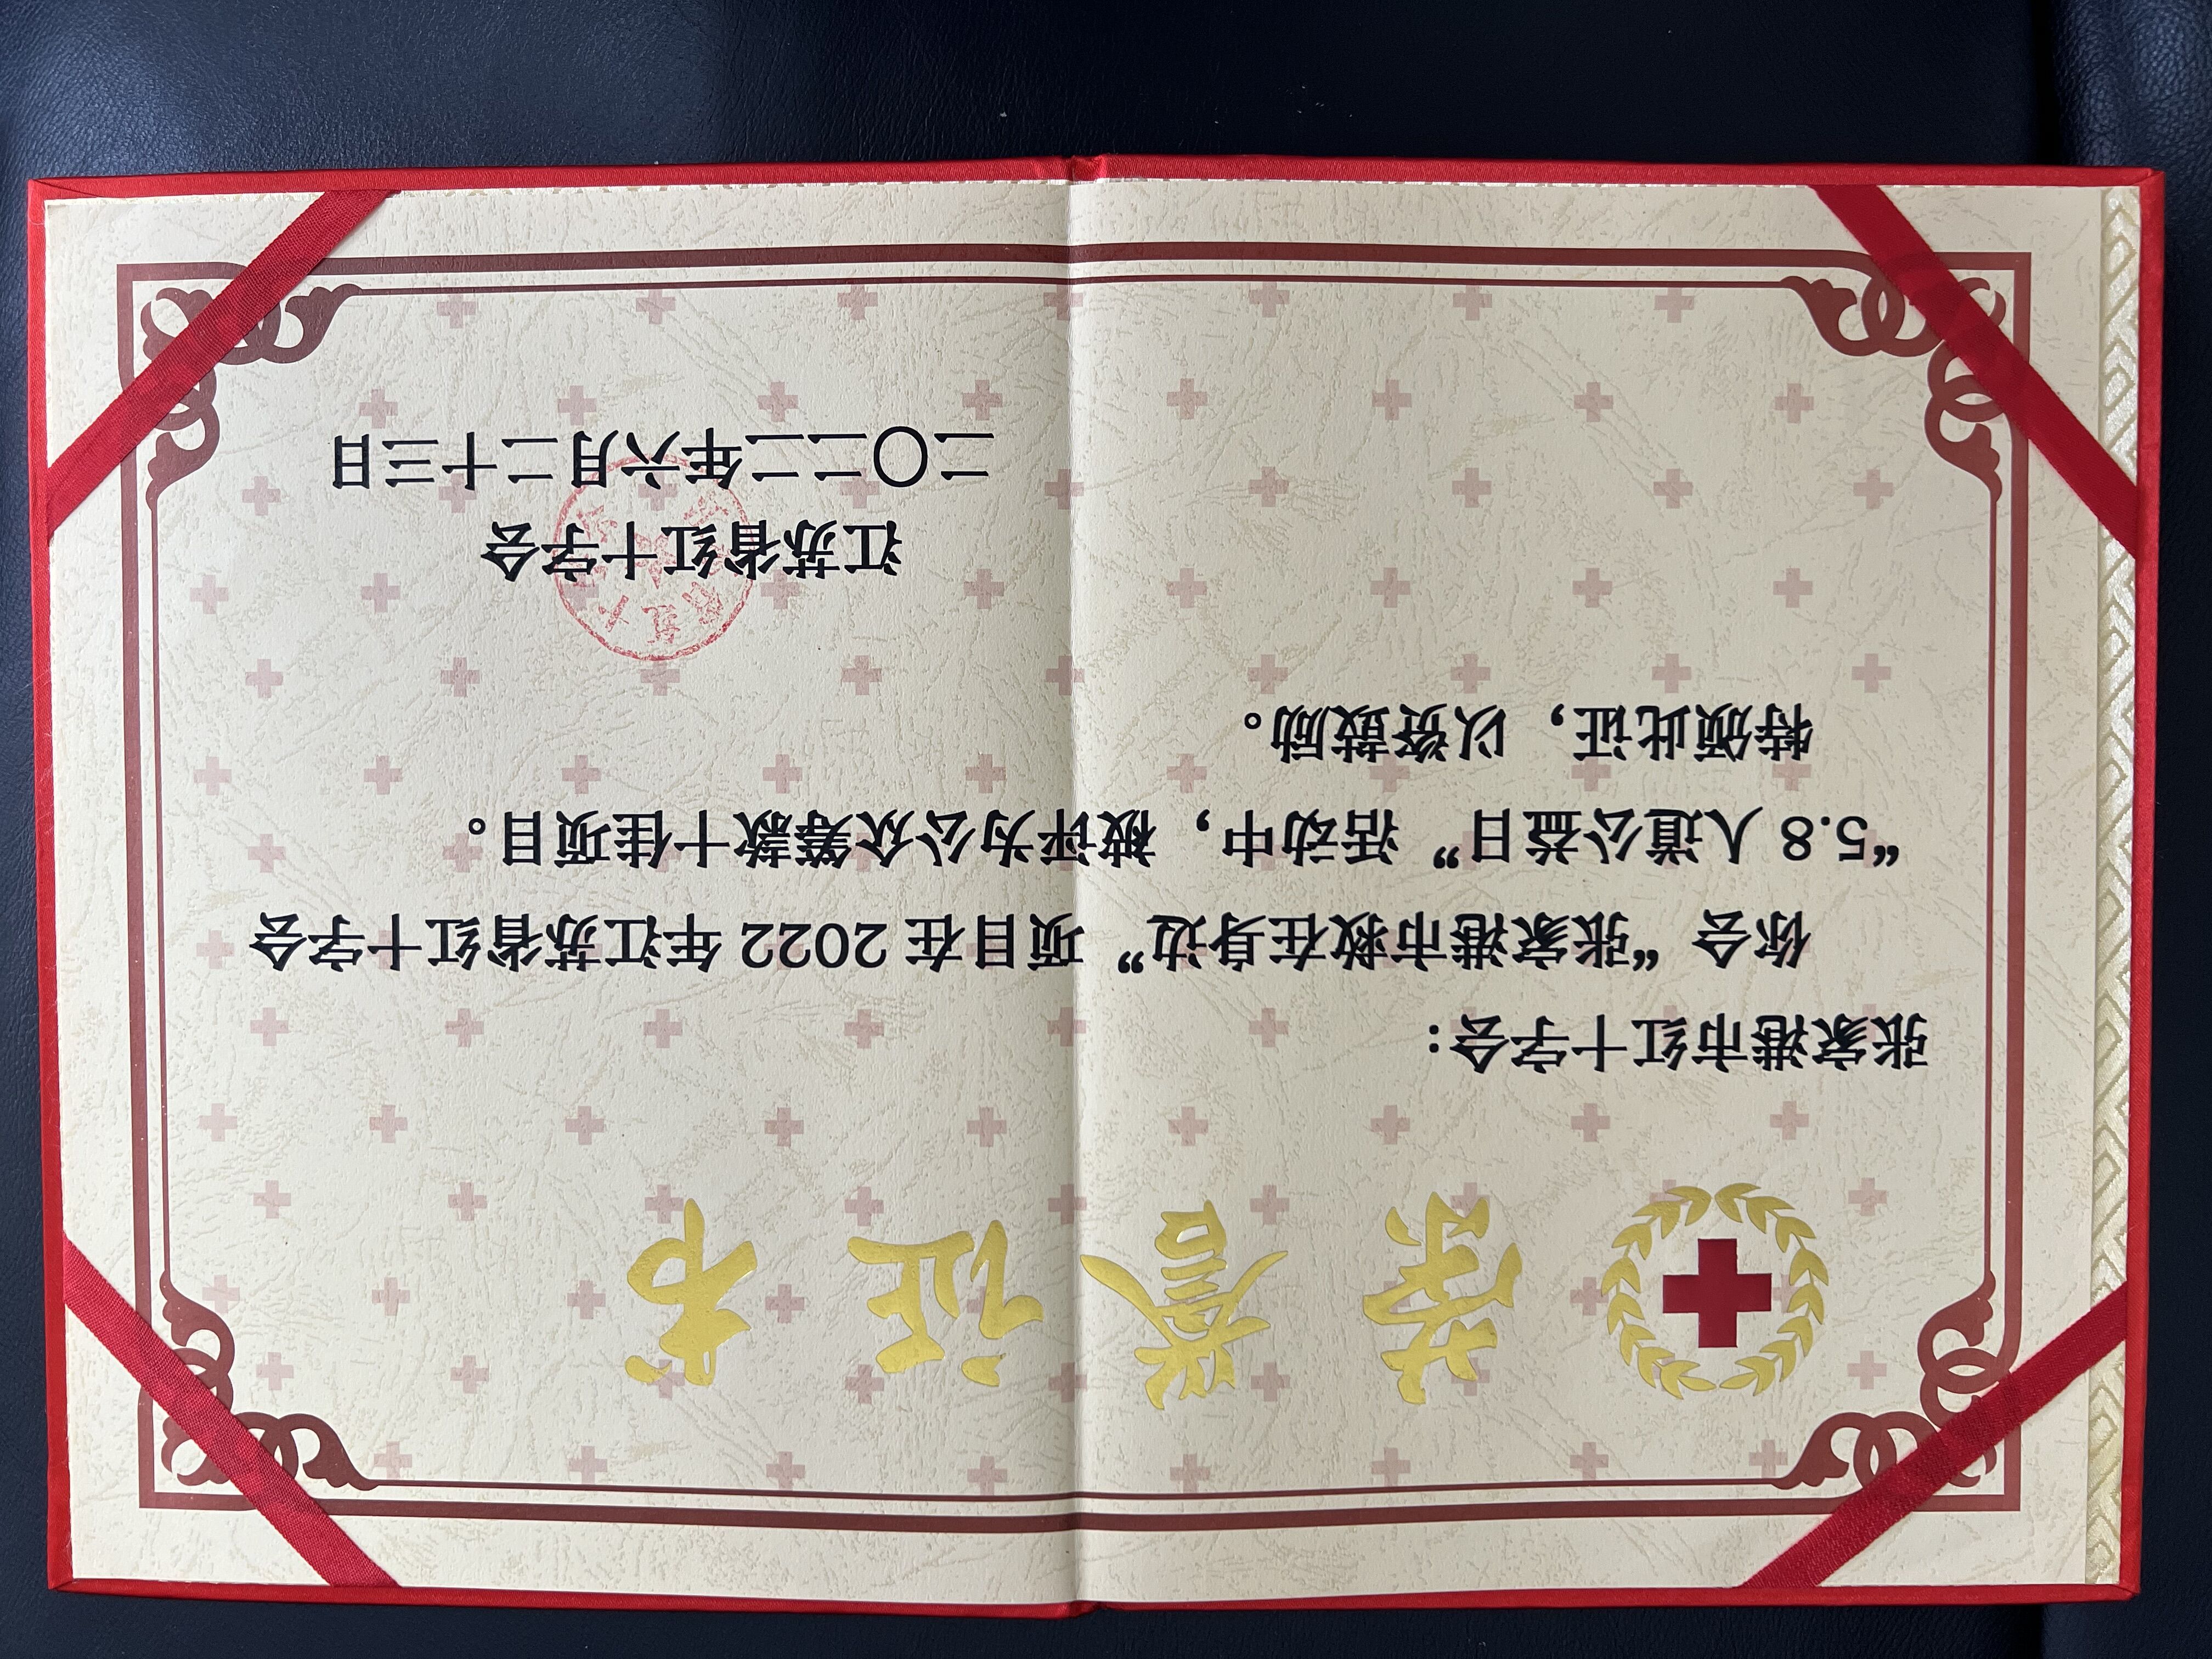 荣誉证书
张家港市红十字会：
你会“张家港市救在身边”项目在 2022 年江苏省红十字会
“5.8 人道公益日”活动中，被评为公众筹款十佳项目。
特颁此证，以资鼓励。
江苏省红十字会
二〇二二年六月二十三日